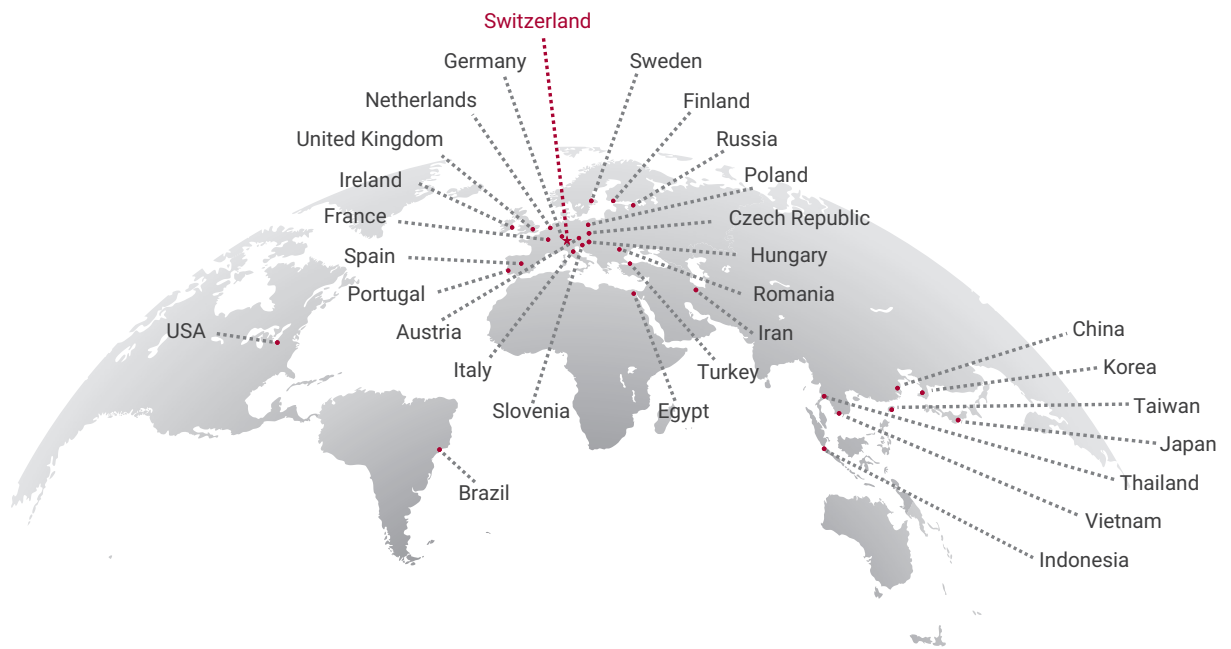 Switzerland
Germany
Sweden
Netherlands
Finland
United Kingdom
Russia
Ireland
Poland
France
Czech Republic
Spain
Hungary
Portugal
Romania
USA
Austria
Iran
China
Italy
Turkey
Korea
Slovenia
Egypt
Taiwan
Japan
Brazil
Thailand
Vietnam
Indonesia